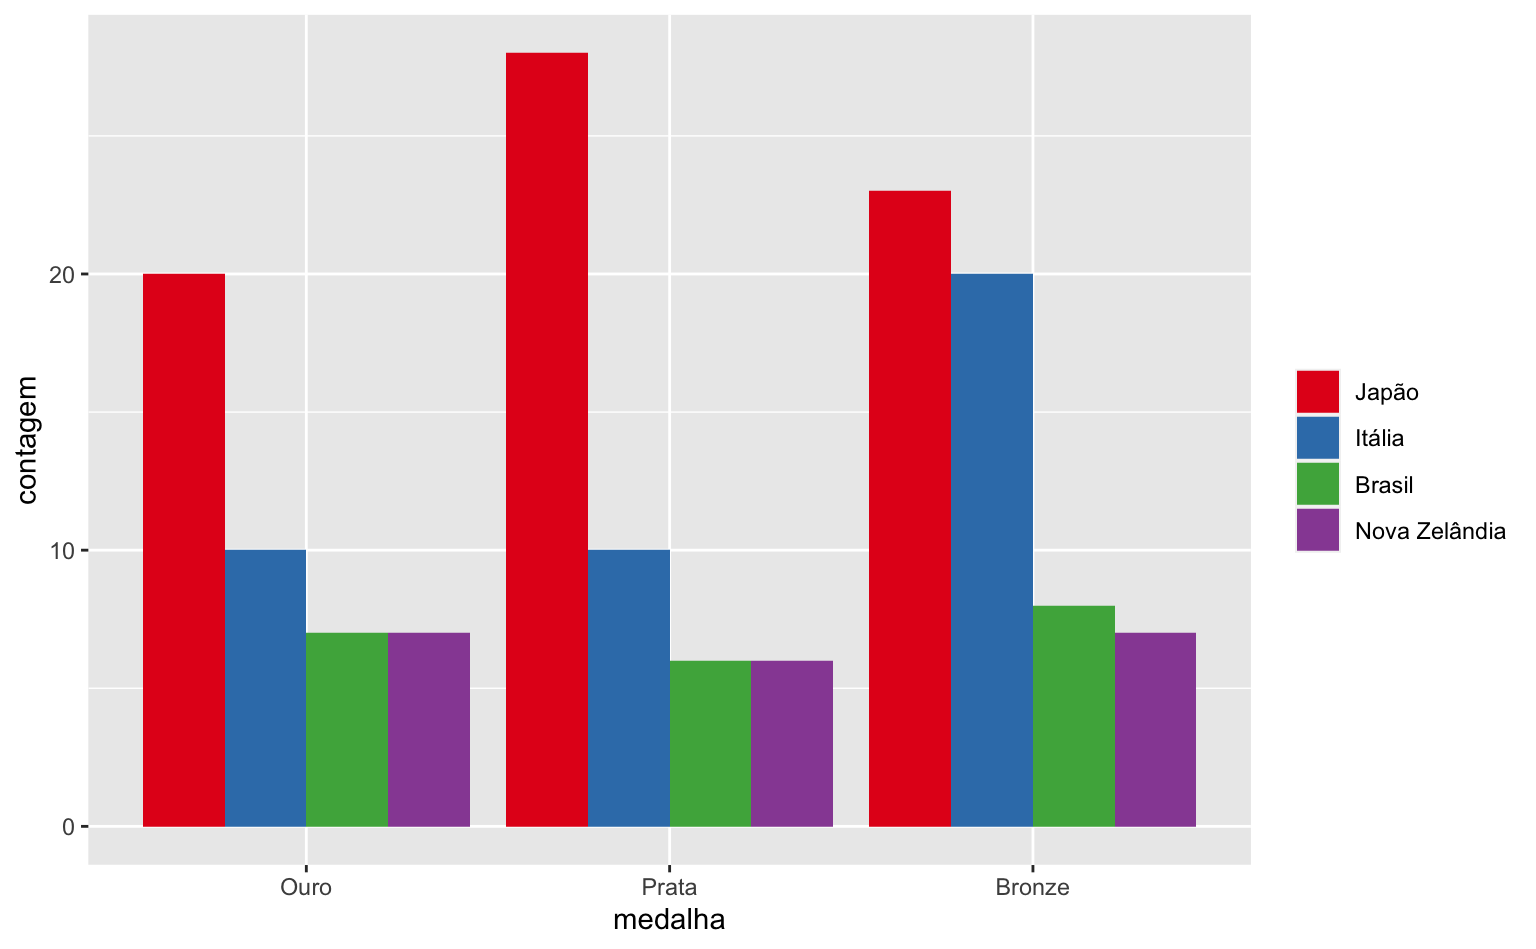 contagem
20
10
0
Ouro Prata Bronze
medalha
Japão
Itália
Brasil
Nova Zelândia